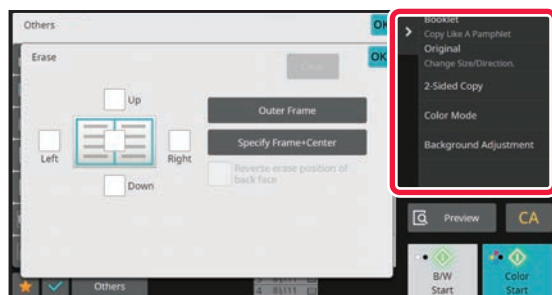 Others
OK
Erase
OK
Clear
Up
Left
Right
Down
Outer Frame
Specify Frame+Center
Reverse erase position of
back face
Booklet
Copy Like A Pamphlet
Original
Change Size/Direction.
2-Sided Copy
Color Mode
Background Adjustment
Preview
CA
B/W
Start
Color
Start
Others